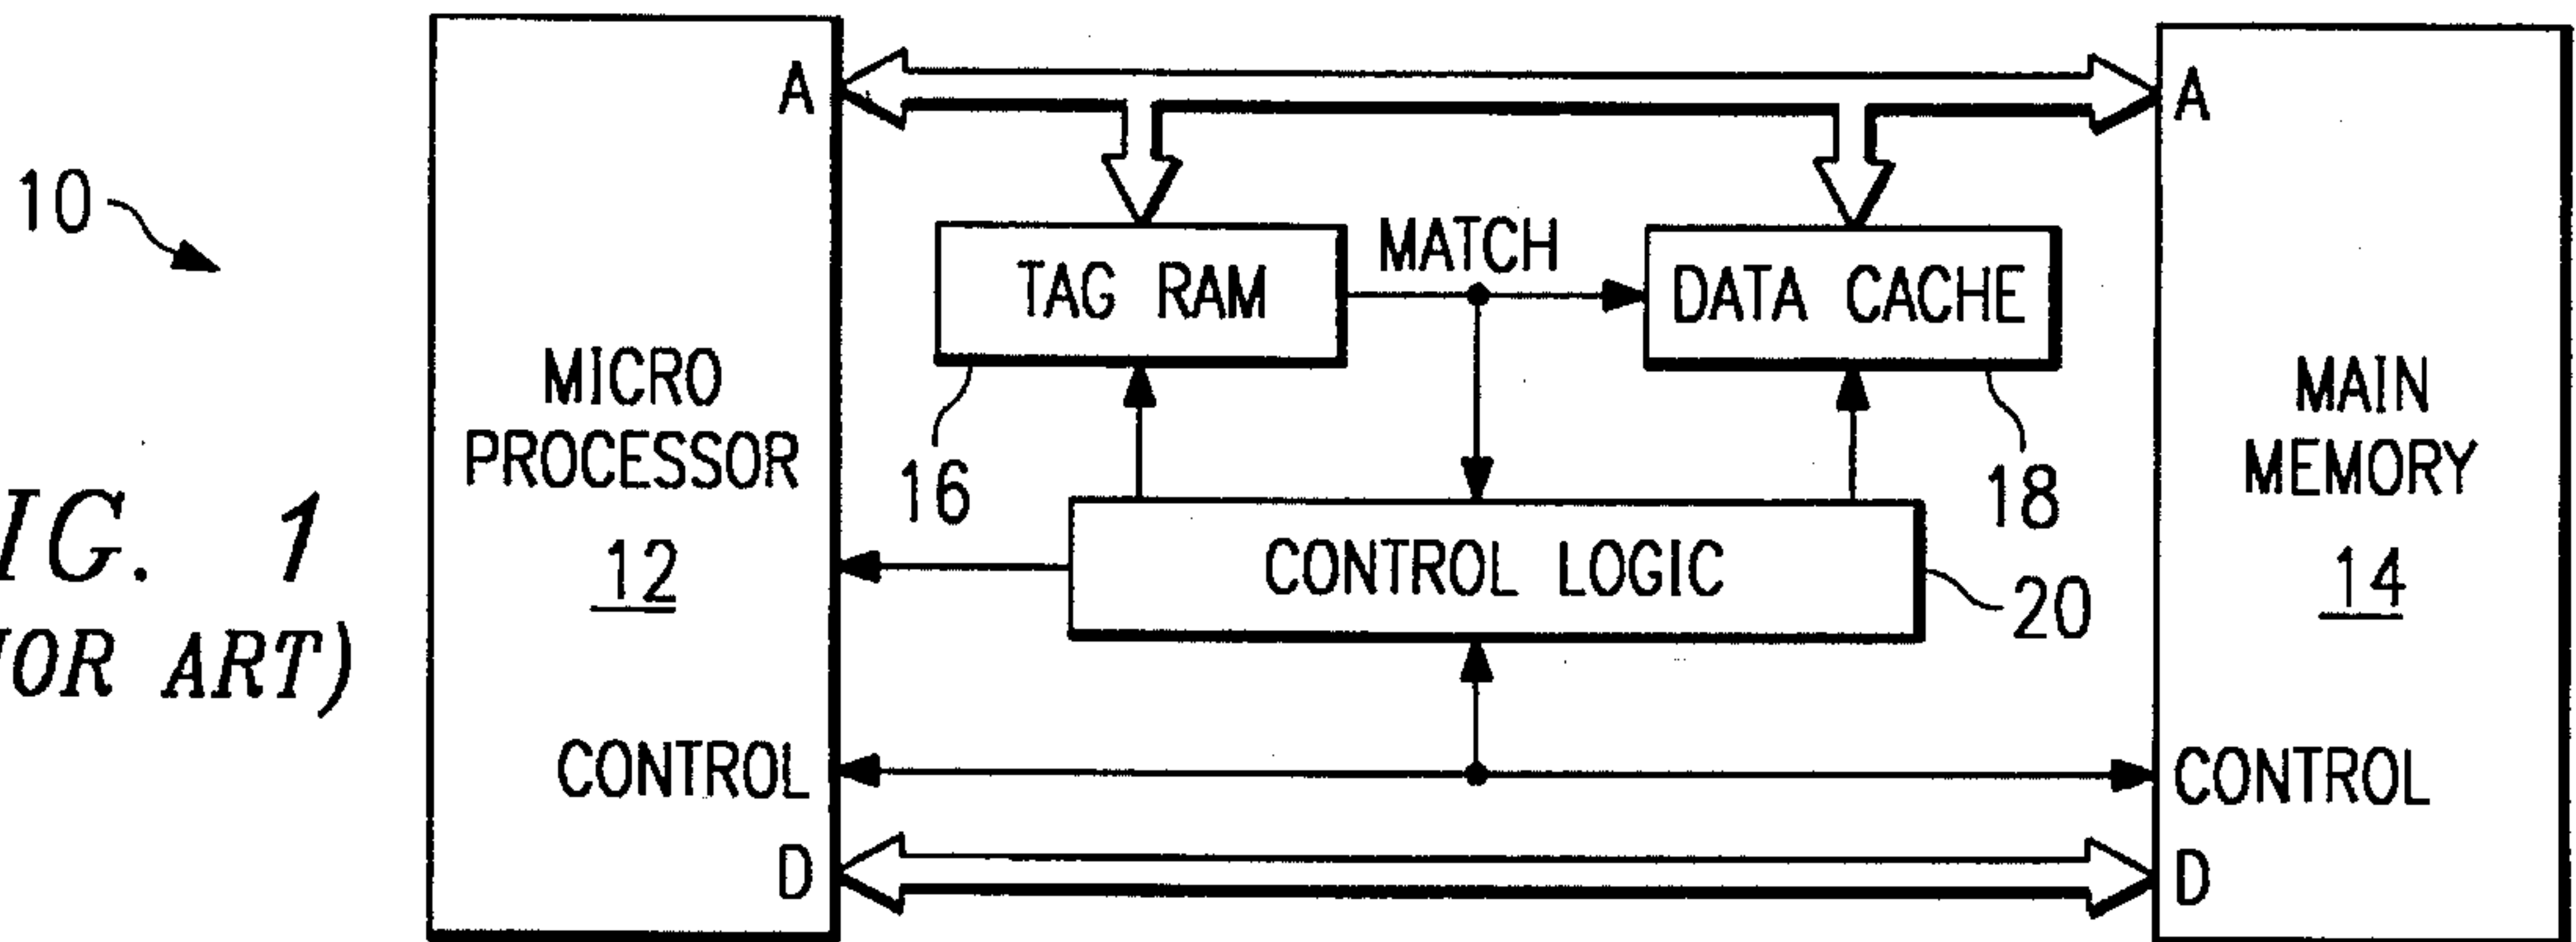 A
A
10
MATCH
TAG RAM
DATA CACHE
MICRO
PROCESSOR
12
16
18
MAIN
MEMORY
14
CONTROL LOGIC
20
IG. 1
IOR ART)
CONTROL
CONTROL
D
D